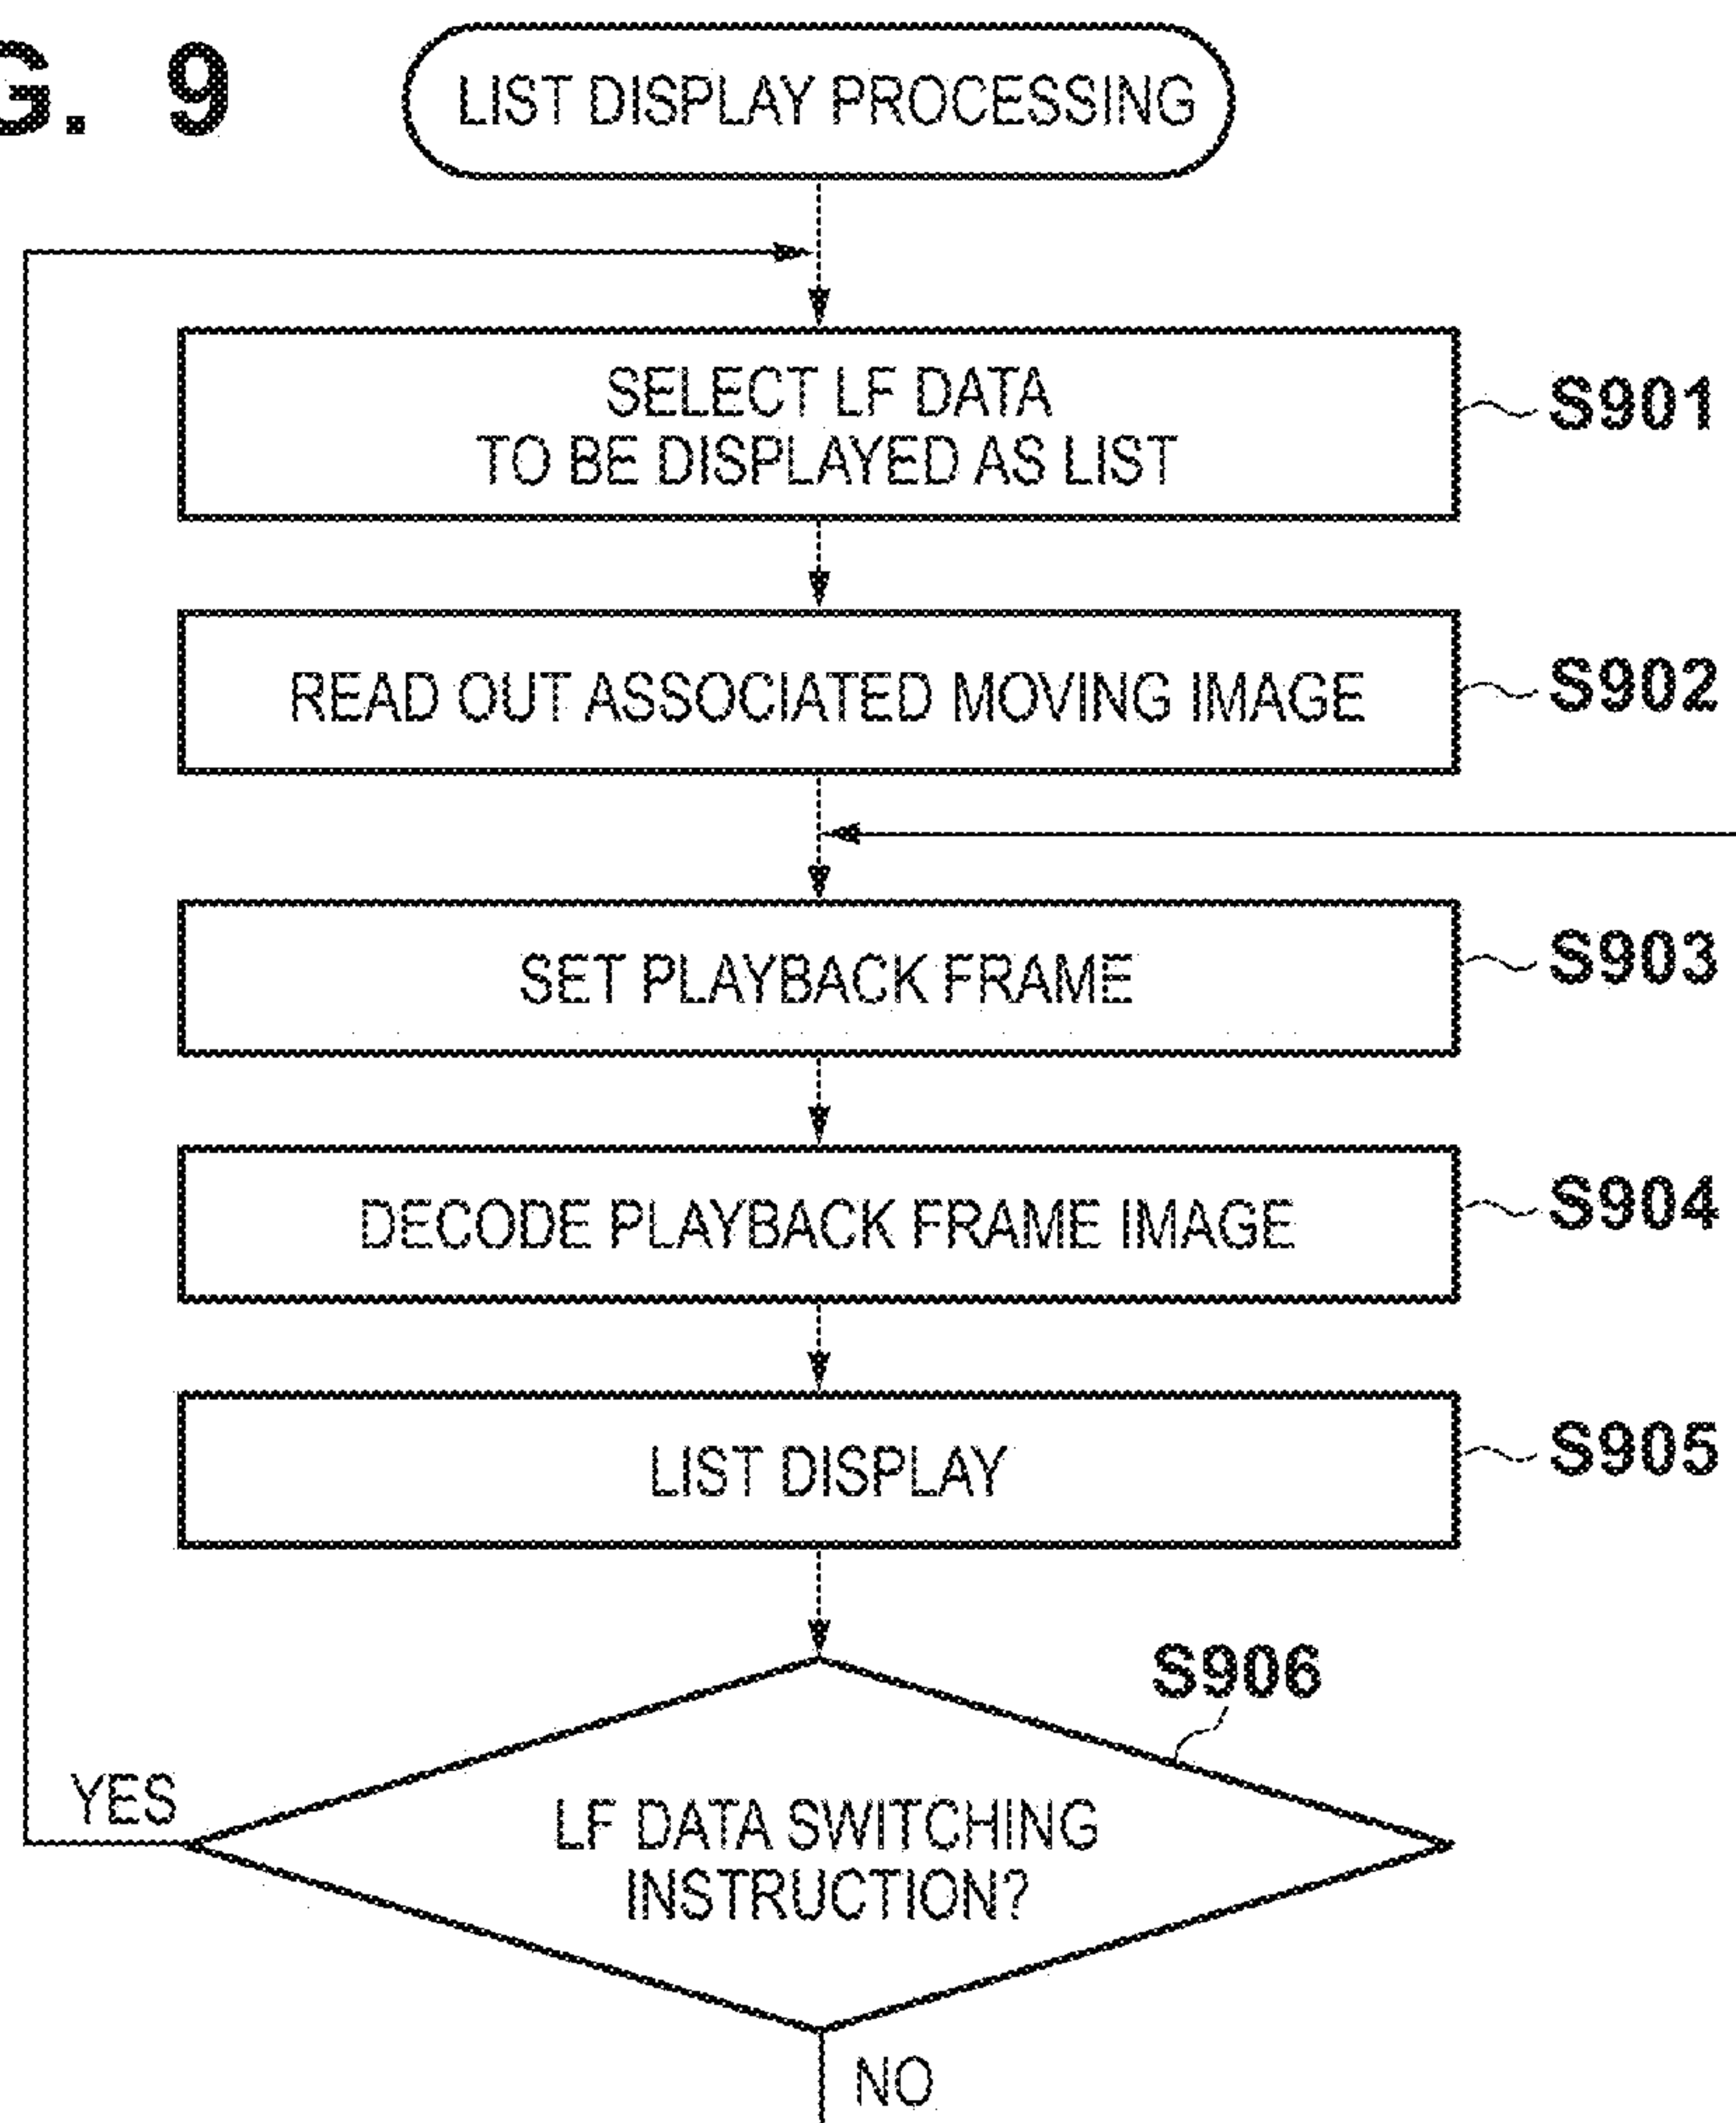 G. 9
LIST DISPLAY PROCESSING
SELECT LF DATA
TO BE DISPLAYED AS LIST
S901
READ OUT ASSOCIATED MOVING IMAGE
S902
SET PLAYBACK FRAME
S903
DECODE PLAYBACK FRAME IMAGE
S904
LIST DISPLAY
S905
S906
YES
LF DATA SWITCHING
INSTRUCTION?
NO